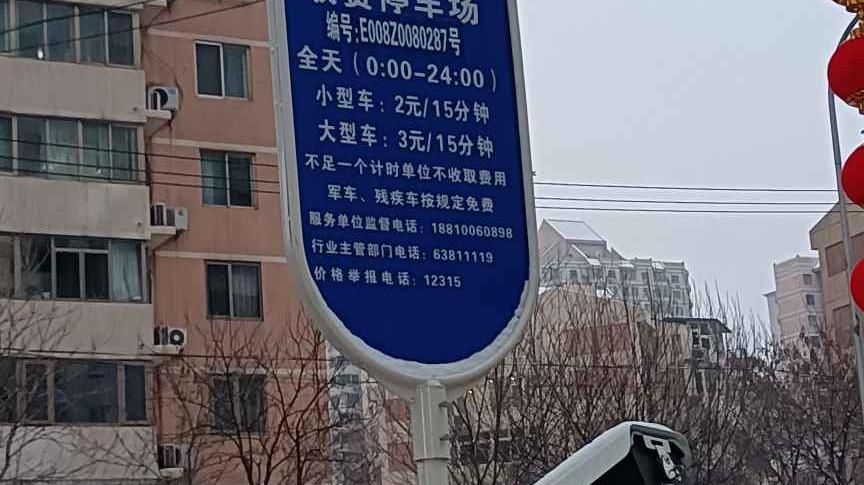 停车场
编号:E008Z0080287号
全天(0:00-24:00)
小型车：2元/15分钟
大型车：3元/15分钟
不足一个计时单位不收取费用
军车、残疾车按规定免费
服务单位监督电话：18810060898
行业主管部门电话：63811119
价格举报电话：12315